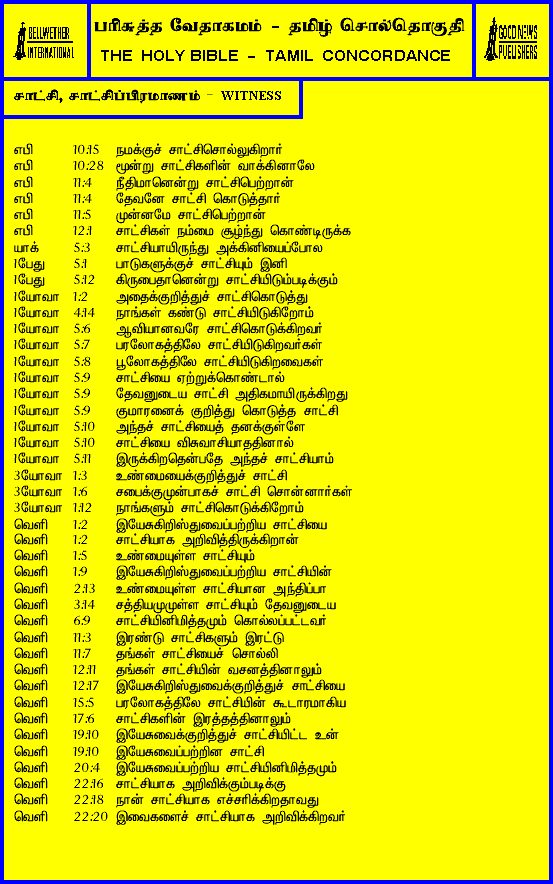 BELLWETHER INTERNATIONAL
பரிசுத்த வேதாகமம் - தமிழ் சொல்தொகுதி
THE HOLY BIBLE - TAMIL CONCORDANCE
GOOD NEWS PUBLISHERS
சாட்சி, சாட்சிப்பிரமாணம் - WITNESS
எபி 10:15 நமக்குச் சாட்சிசொல்லுகிறார்
எபி 10:28 மூன்று சாட்சிகளின் வாக்கினாலே
எபி 11:4 நீதிமானென்று சாட்சிபெற்றான்
எபி 11:4 தேவனே சாட்சி கொடுத்தார்
எபி 11:5 முன்னமே சாட்சிபெற்றான்
எபி 12:1 சாட்சிகள் நம்மை சூழ்ந்து கொண்டிருக்க
யாக் 5:3 சாட்சியாயிருந்து அக்கினியைப்போல
1பேது 5:1 பாடுகளுக்குச் சாட்சியும் இனி
1பேது 5:12 கிருபைதானென்று சாட்சியிடும்படிக்கும்
1யோவா 1:2 அதைக்குறித்துச் சாட்சிகொடுத்து
1யோவா 4:14 நாங்கள் கண்டு சாட்சியிடுகிறோம்
1யோவா 5:6 ஆவியானவரே சாட்சிகொடுக்கிறவர்
1யோவா 5:7 பரலோகத்திலே சாட்சியிடுகிறவர்கள்
1யோவா 5:8 பூலோகத்திலே சாட்சியிடுகிறவைகள்
1யோவா 5:9 சாட்சியை ஏற்றுக்கொண்டால்
1யோவா 5:9 தேவனுடைய சாட்சி அதிகமாயிருக்கிறது
1யோவா 5:9 குமாரனைக் குறித்து கொடுத்த சாட்சி
1யோவா 5:10 அந்தச் சாட்சியைத் தனக்குள்ளே
1யோவா 5:10 சாட்சியை விசுவாசியாததினால்
1யோவா 5:11 இருக்கிறதென்பதே அந்தச் சாட்சியாம்
3யோவா 1:3 உண்மையைக்குறித்துச் சாட்சி
3யோவா 1:6 சபைக்குமுன்பாகச் சாட்சி சொன்னார்கள்
3யோவா 1:12 நாங்களும் சாட்சிகொடுக்கிறோம்
வெளி 1:2 இயேசுகிறிஸ்துவைப்பற்றிய சாட்சியை
வெளி 1:2 சாட்சியாக அறிவித்திருக்கிறான்
வெளி 1:5 உண்மையுள்ள சாட்சியும்
வெளி 1:9 இயேசுகிறிஸ்துவைப்பற்றிய சாட்சியின்
வெளி 2:13 உண்மையுள்ள சாட்சியான அந்திப்பா
வெளி 3:14 சத்தியமுமுள்ள சாட்சியும் தேவனுடைய
வெளி 6:9 சாட்சியினிமித்தமும் கொல்லப்பட்டவர்
வெளி 11:3 இரண்டு சாட்சிகளும் இரட்டு
வெளி 11:7 தங்கள் சாட்சியைச் சொல்லி
வெளி 12:11 தங்கள் சாட்சியின் வசனத்தினாலும்
வெளி 12:17 இயேசுகிறிஸ்துவைக்குறித்துச் சாட்சியை
வெளி 15:5 பரலோகத்திலே சாட்சியின் கூடாரமாகிய
வெளி 17:6 சாட்சிகளின் இரத்தத்தினாலும்
வெளி 19:10 இயேசுவைக்குறித்துச் சாட்சியிட்ட உன்
வெளி 19:10 இயேசுவைப்பற்றின சாட்சி
வெளி 20:4 இயேசுவைப்பற்றிய சாட்சியினிமித்தமும்
வெளி 22:16 சாட்சியாக அறிவிக்கும்படிக்கு
வெளி 22:18 நான் சாட்சியாக எச்சரிக்கிறதாவது
வெளி 22:20 இவைகளைச் சாட்சியாக அறிவிக்கிறவர்